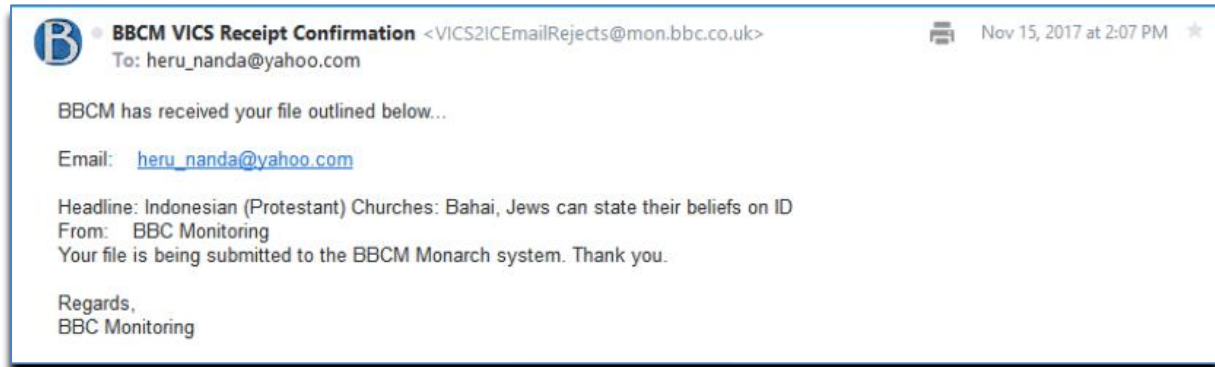 B
BBCM VICS Receipt Confirmation <VICS2ICEmailRejects@mon.bbc.co.uk> Nov 15, 2017 at 2:07 PM
To: heru_nanda@yahoo.com
BBCM has received your file outlined below...
Email: heru_nanda@yahoo.com
Headline: Indonesian (Protestant) Churches: Bahai, Jews can state their beliefs on ID
From: BBC Monitoring
Your file is being submitted to the BBCM Monarch system. Thank you.
Regards,
BBC Monitoring